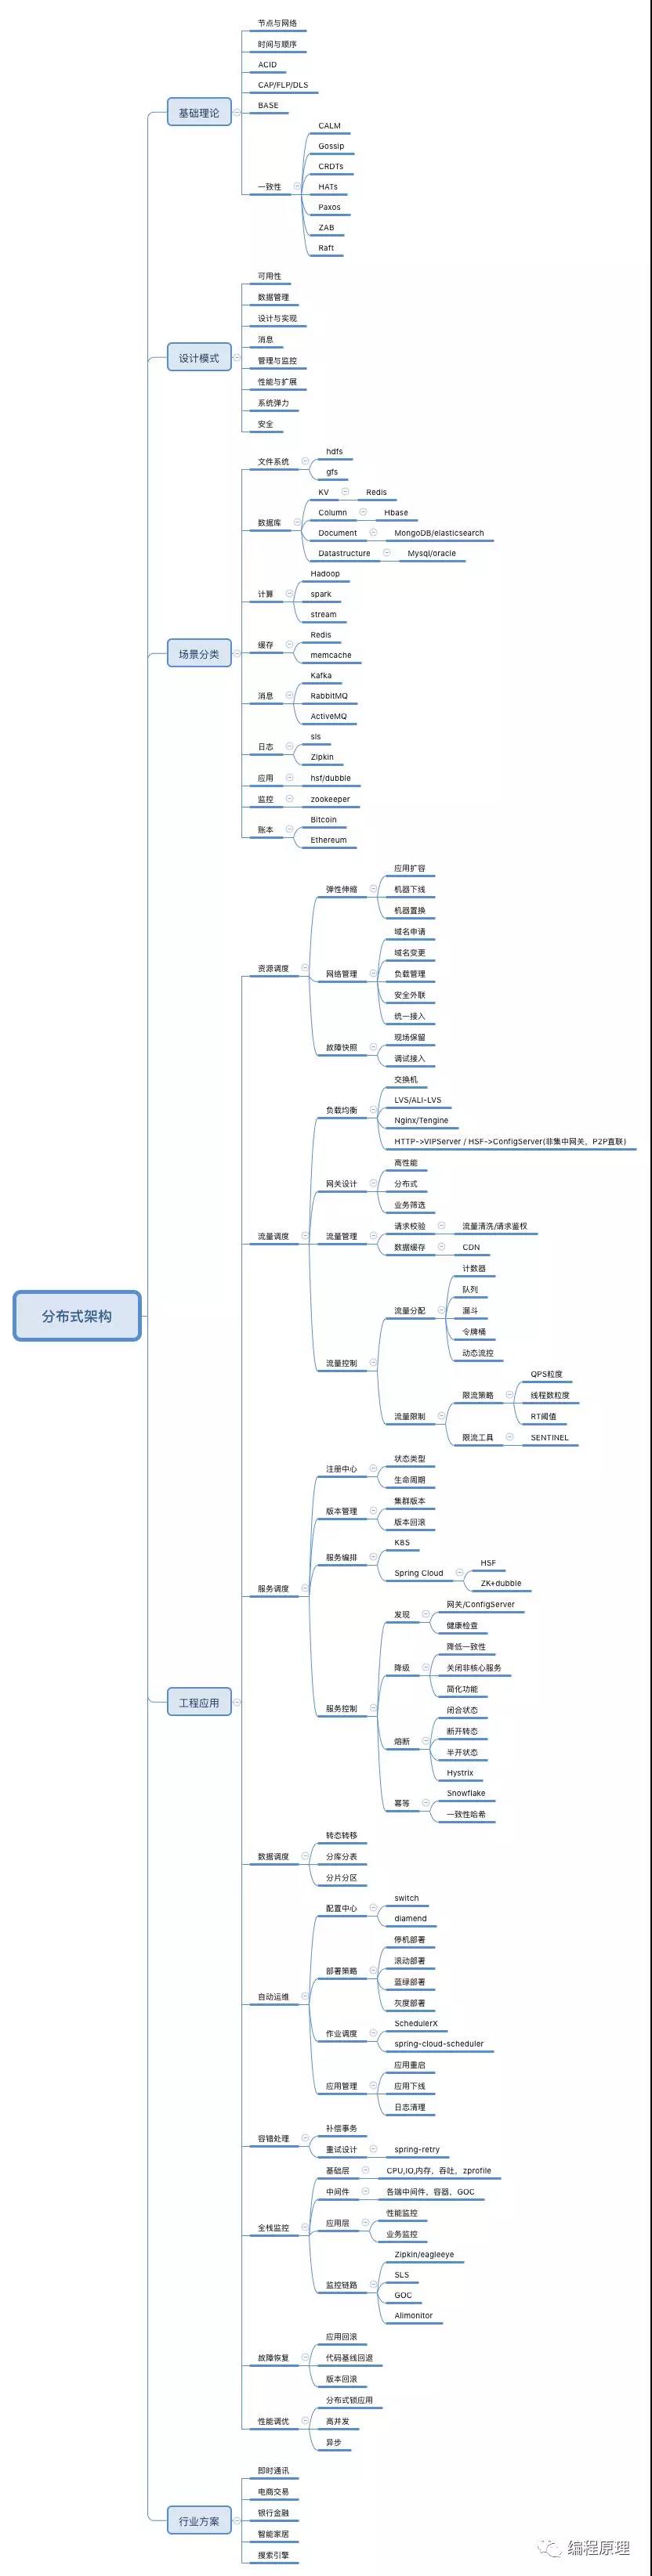 分布式架构
基础理论
节点与网络
时间与顺序
ACID
CAP/FLP/DLS
BASE
一致性
CALM
Gossip
CRDTs
HATs
Paxos
ZAB
Raft
设计模式
可用性
数据管理
设计与实现
消息
管理与监控
性能与扩展
系统弹力
安全
场景分类
文件系统
hdfs
gfs
数据库
KV
Redis
Column
Hbase
Document
MongoDB/elasticsearch
Datastructure
Mysql/oracle
计算
Hadoop
spark
stream
缓存
Redis
memcache
消息
Kafka
RabbitMQ
ActiveMQ
日志
sls
Zipkin
应用
hsf/dubble
监控
zookeeper
账本
Bitcoin
Ethereum
工程应用
资源调度
弹性伸缩
应用扩容
机器下线
机器置换
网络管理
域名申请
域名变更
负载管理
安全外联
统一接入
故障快照
现场保留
调试接入
流量调度
负载均衡
交换机
LVS/ALI-LVS
Nginx/Tengine
HTTP->VIPServer / HSF->ConfigServer(非集中网关，P2P直联)
网关设计
高性能
分布式
业务筛选
流量管理
请求校验
流量清洗/请求鉴权
数据缓存
CDN
流量控制
流量分配
计数器
队列
漏斗
令牌桶
动态流控
流量限制
限流策略
QPS粒度
线程数粒度
RT阈值
限流工具
SENTINEL
服务调度
注册中心
状态类型
生命周期
版本管理
集群版本
版本回滚
服务编排
K8S
Spring Cloud
HSF
ZK+dubble
服务控制
发现
网关/ConfigServer
健康检查
降级
降低一致性
关闭非核心服务
简化功能
熔断
闭合状态
断开转态
半开状态
Hystrix
幂等
Snowflake
一致性哈希
数据调度
转态转移
分库分表
分片分区
自动运维
配置中心
switch
diamend
部署策略
停机部署
滚动部署
蓝绿部署
灰度部署
作业调度
SchedulerX
spring-cloud-scheduler
应用管理
应用重启
应用下线
日志清理
容错处理
补偿事务
重试设计
spring-retry
全栈监控
基础层
CPU,IO,内存，吞吐，zprofile
中间件
各端中间件，容器，GOC
应用层
性能监控
业务监控
监控链路
Zipkin/eagleeye
SLS
GOC
Alimonitor
故障恢复
应用回滚
代码基线回退
版本回滚
性能调优
分布式锁应用
高并发
异步
行业方案
即时通讯
电商交易
银行金融
智能家居
搜索引擎
编程原理